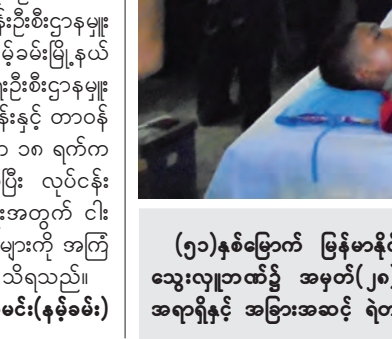 န်းဦးစီးဌာနမှူး
မ့်ခမ်းမြို့နယ်
ရးဦးစီးဌာနမှူး
န်းနှင့် တာဝန်
ာ ၁၈ ရက်က
ပြီး လုပ်ငန်း
းအတွက် ငါး
များကို အကြံ
သိရသည်။
မင်း(နမ့်ခမ်း)
(၅၁)နှစ်မြောက် မြန်မာနိုင်
သွေးလှူဘဏ်၌ အမှတ်(၂၈)
အရာရှိနှင့် အခြားအဆင့် ရဲတ